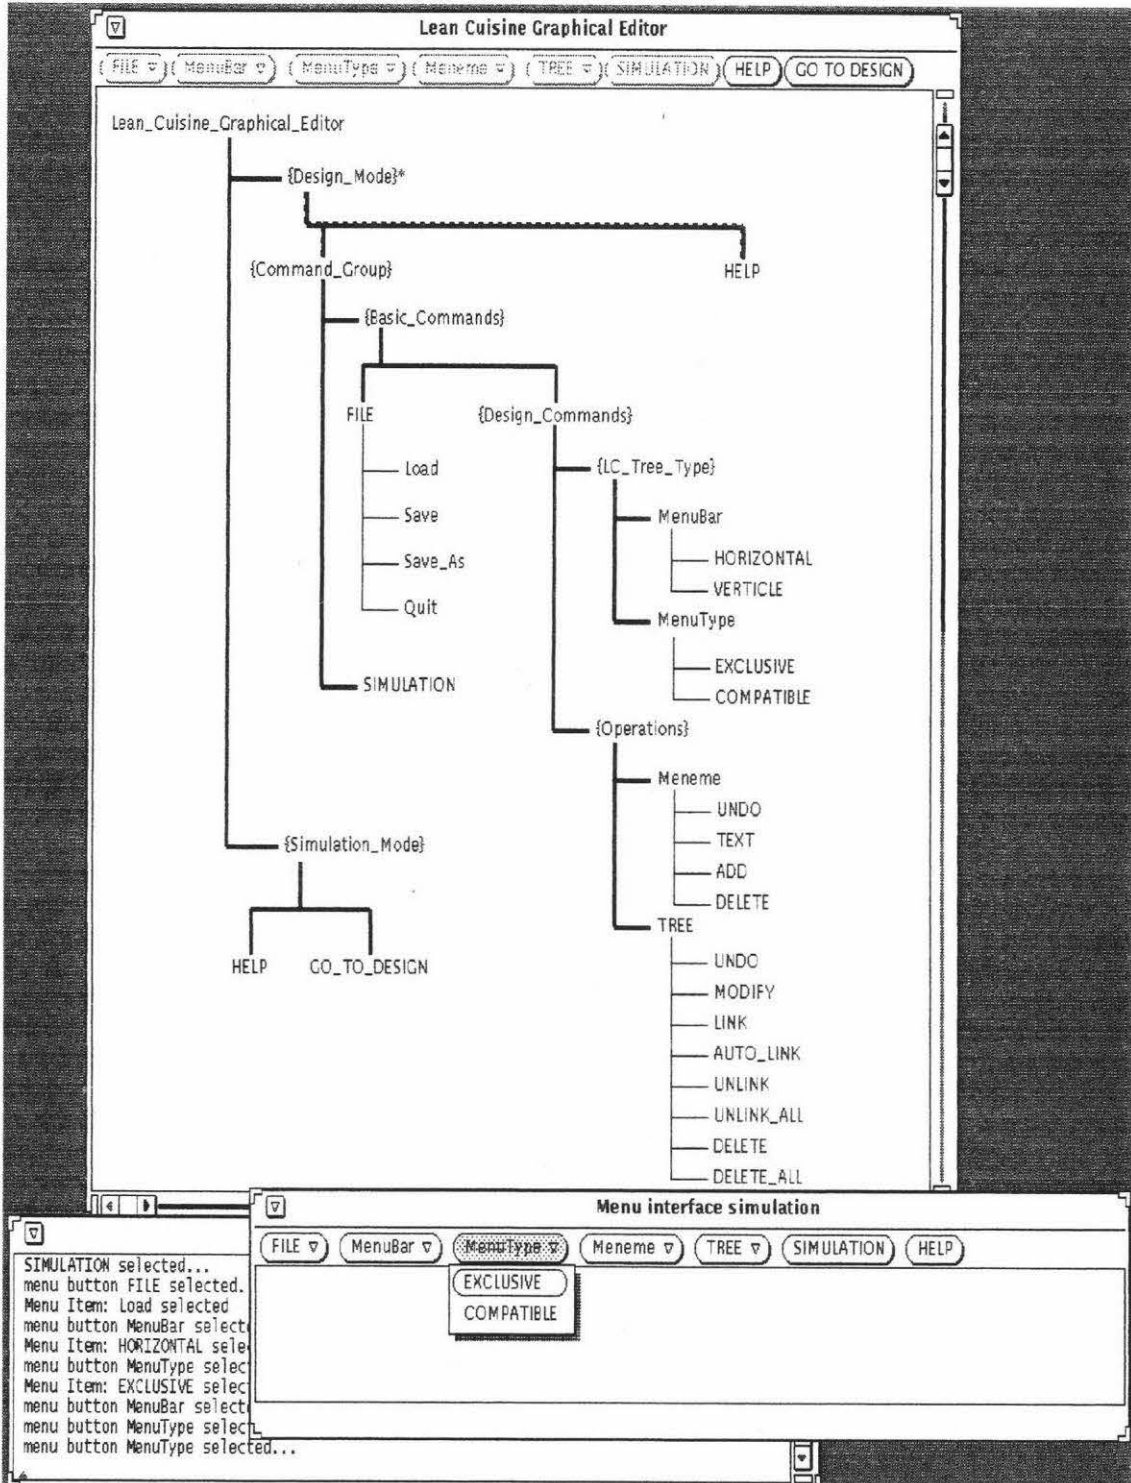 Lean Cuisine Graphical Editor
FILE MenuBar MenuType Meneme TREE SIMULATION HELP GO TO DESIGN
Lean_Cuisine_Graphical_Editor
{Design_Mode}*
{Command_Group} HELP
{Basic_Commands}
FILE {Design_Commands}
Load {LC_Tree_Type}
Save MenuBar
Save_As HORIZONTAL
VERTICLE
Quit
MenuType
EXCLUSIVE
SIMULATION
COMPATIBLE
{Operations}
Meneme
UNDO
TEXT
{Simulation_Mode}
ADD
DELETE
TREE
HELP GO_TO_DESIGN UNDO
MODIFY
LINK
AUTO_LINK
UNLINK
UNLINK_ALL
DELETE
DELETE_ALL
Menu interface simulation
FILE MenuBar MenuType Meneme TREE SIMULATION HELP
EXCLUSIVE
COMPATIBLE
SIMULATION selected...
menu button FILE selected.
Menu Item: Load selected
menu button MenuBar selecte
Menu Item: HORIZONTAL selec
menu button MenuType select
Menu Item: EXCLUSIVE select
menu button MenuBar selecte
menu button MenuType select
menu button MenuType selected...